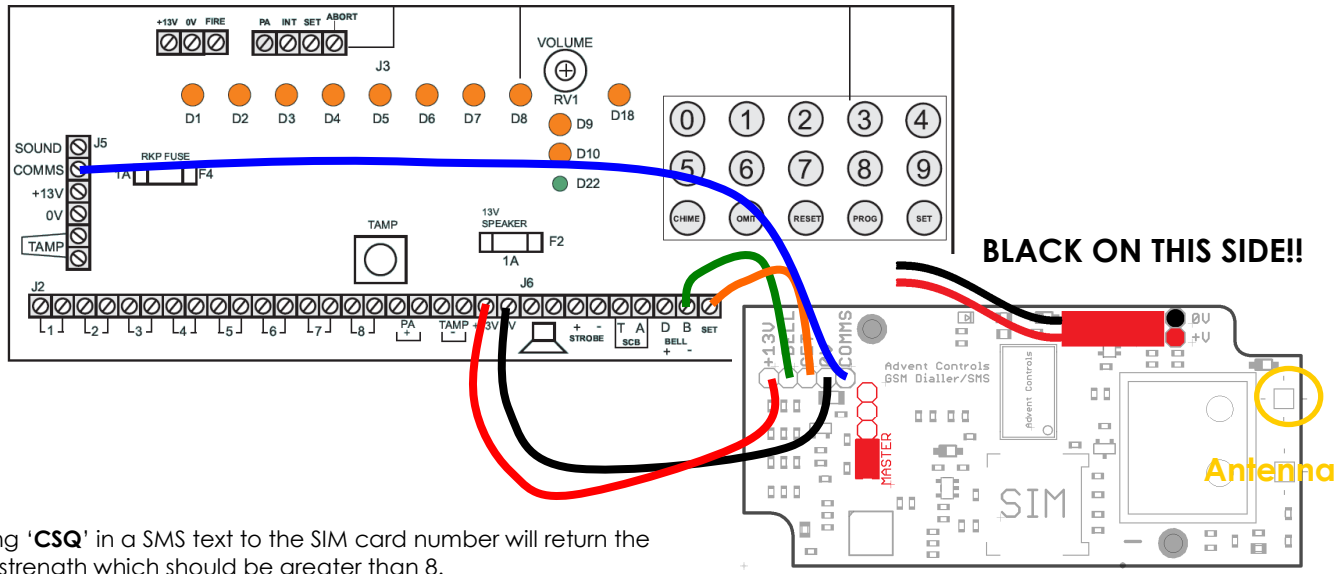 +13V 0V FIRE
PA INT SET ABORT
J3
VOLUME
RV1
D1 D2 D3 D4 D5 D6 D7 D8 D18
D9
D10
D22
SOUND J5
COMMS
+13V
0V
TAMP
RKP FUSE
1A F4
TAMP
13V
SPEAKER
F2
1A
0 1 2 3 4
5 6 7 8 9
CHIME OMIT RESET PROG SET
J2
J6
1 2 3 4 5 6 7 8 PA + TAMP - +13V 0V + - STROBE T A SCB D B BELL + - SET
BLACK ON THIS SIDE!!
0V
+V
+13V BELL SET 0V COMMS
Advent Controls
GSM Dialler/SMS
Advent Controls
MASTER
SIM
Antenna
ng ‘CSQ’ in a SMS text to the SIM card number will return the
strength which should be greater than 8.